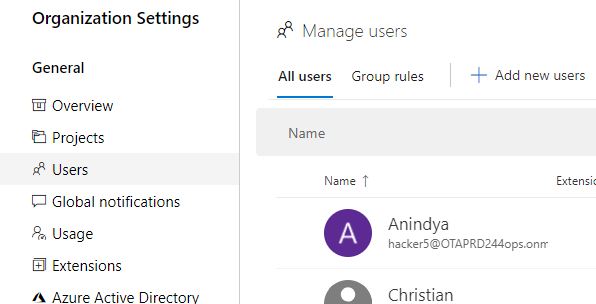 Organization Settings
General
Overview
Projects
Users
Global notifications
Usage
Extensions
Azure Active Directory
Manage users
All users
Group rules
Add new users
Name
Name ↑
Extensio
A
Anindya
hacker5@OTAPRD244ops.onm
Christian